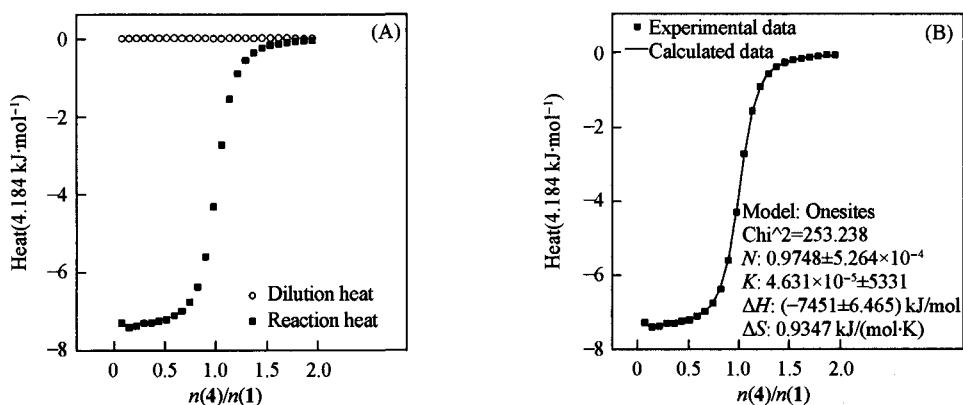 (A)
0
−2
−4
−6
−8
Heat(4.184 kJ·mol⁻¹)
○ Dilution heat
■ Reaction heat
0 0.5 1.0 1.5 2.0
n(4)/n(1)
(B)
■ Experimental data
— Calculated data
0
−2
−4
−6
−8
Heat(4.184 kJ·mol⁻¹)
Model: Onesites
Chi^2=253.238
N: 0.9748±5.264×10⁻⁴
K: 4.631×10⁻⁵±5331
ΔH: (−7451±6.465) kJ/mol
ΔS: 0.9347 kJ/(mol·K)
0 0.5 1.0 1.5 2.0
n(4)/n(1)